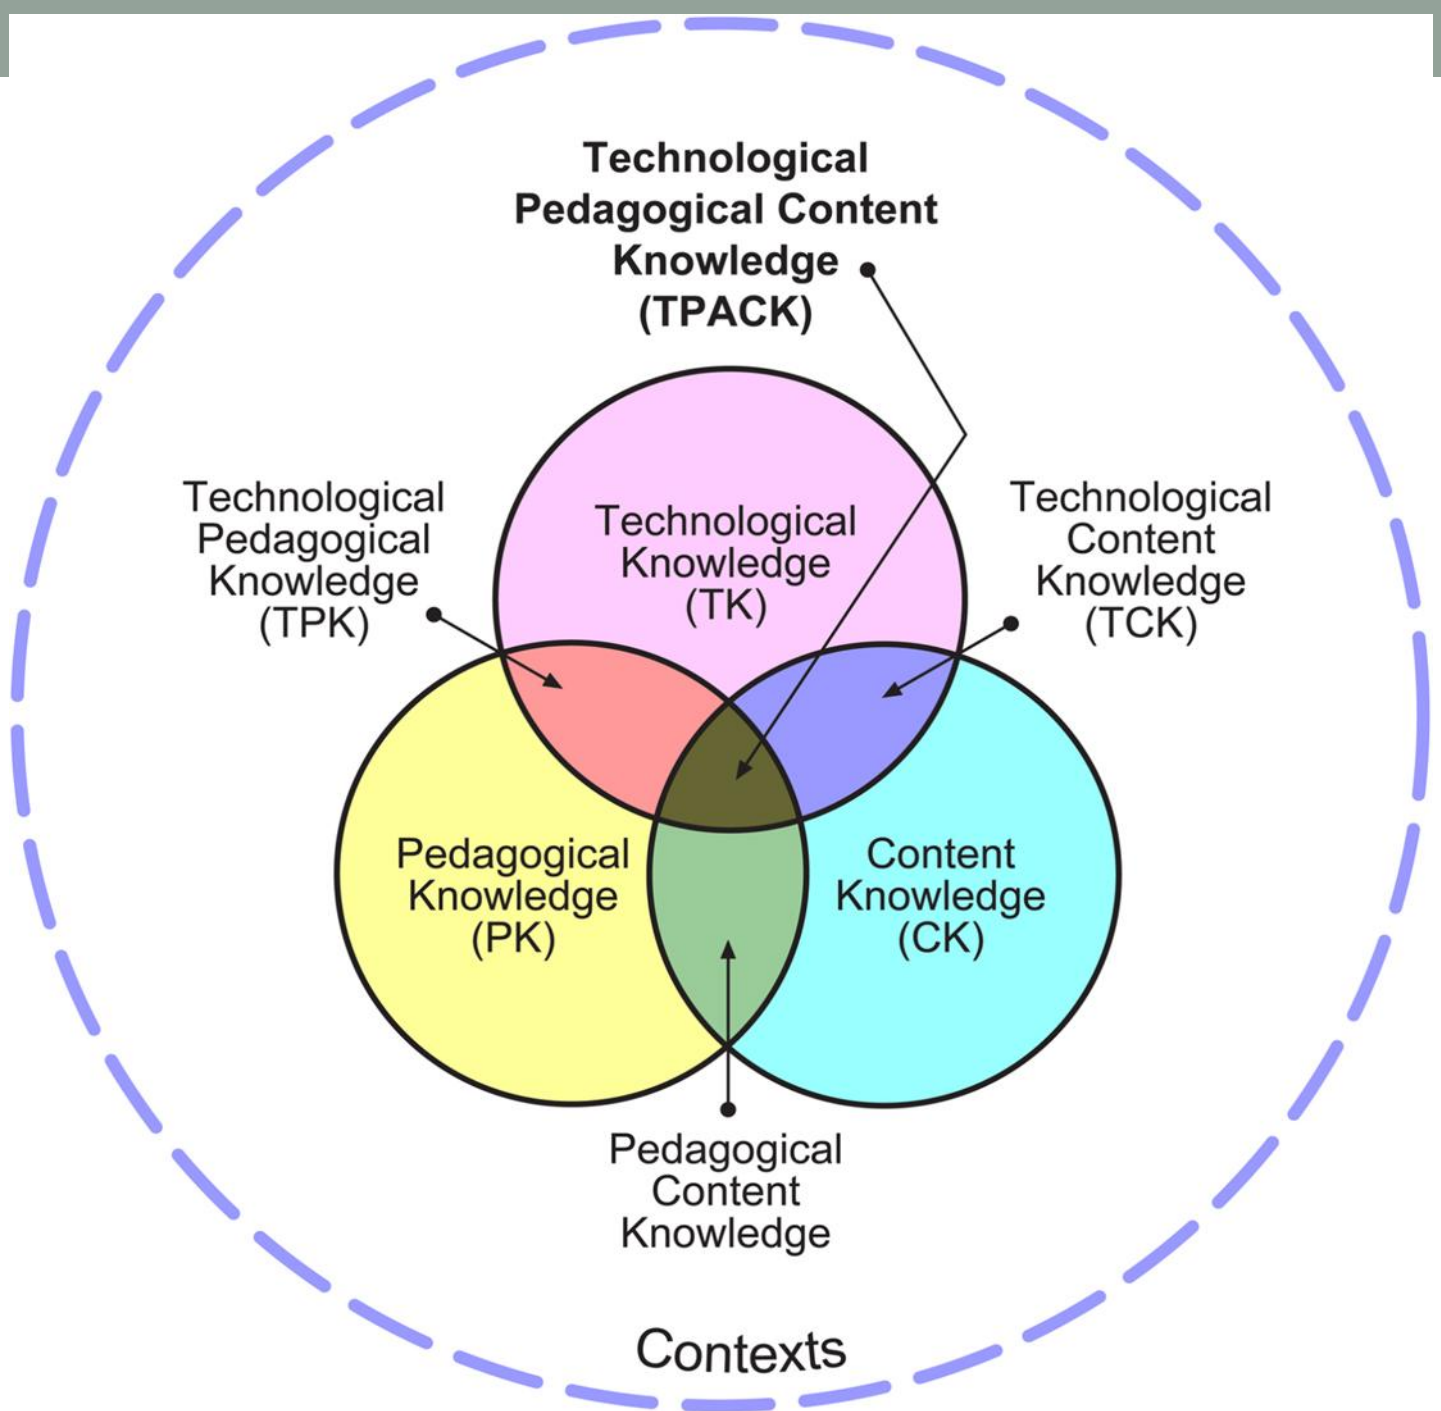 Technological
Pedagogical Content
Knowledge
(TPACK)
Technological
Pedagogical
Knowledge
(TPK)
Technological
Knowledge
(TK)
Technological
Content
Knowledge
(TCK)
Pedagogical
Knowledge
(PK)
Content
Knowledge
(CK)
Pedagogical
Content
Knowledge
Contexts